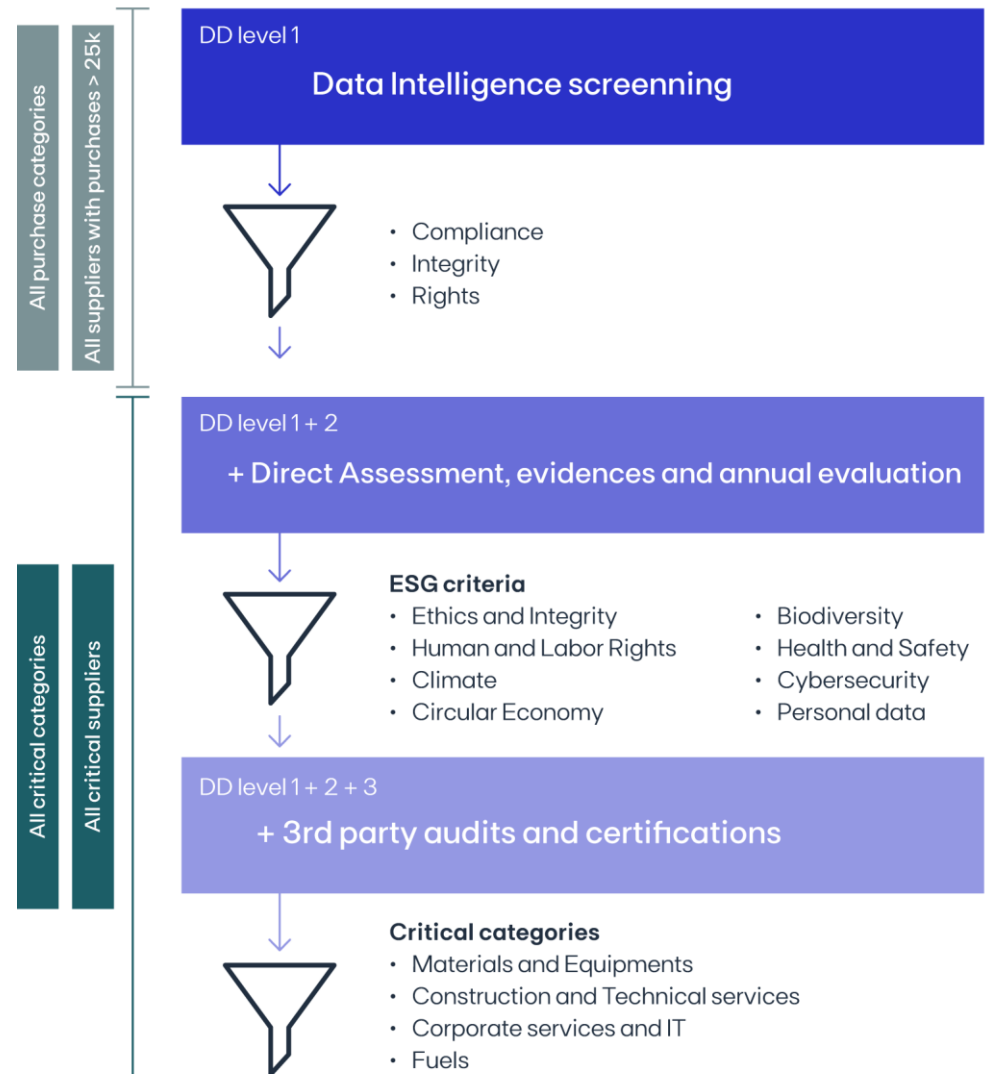 All purchase categories
All suppliers with purchases > 25k
DD level 1
Data Intelligence screenning
• Compliance
• Integrity
• Rights
All critical categories
All critical suppliers
DD level 1 + 2
+ Direct Assessment, evidences and annual evaluation
ESG criteria
• Ethics and Integrity
• Human and Labor Rights
• Climate
• Circular Economy
• Biodiversity
• Health and Safety
• Cybersecurity
• Personal data
DD level 1 + 2 + 3
+ 3rd party audits and certifications
Critical categories
• Materials and Equipments
• Construction and Technical services
• Corporate services and IT
• Fuels